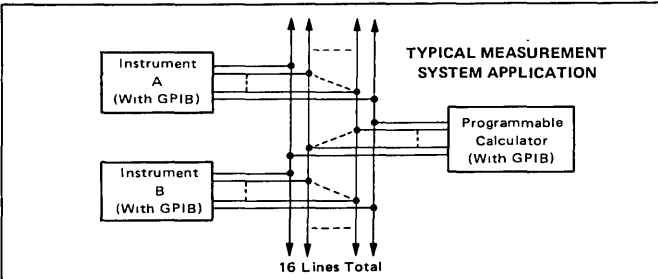 TYPICAL MEASUREMENT
SYSTEM APPLICATION
Instrument
A
(With GPIB)
Programmable
Calculator
(With GPIB)
Instrument
B
(With GPIB)
16 Lines Total